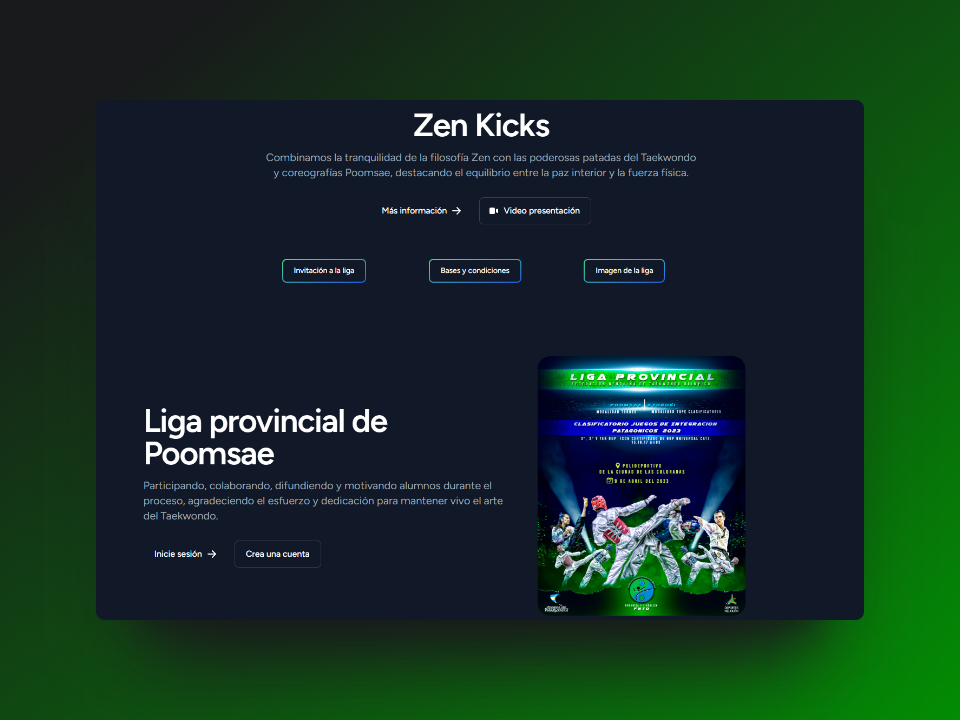 Zen Kicks
Combinamos la tranquilidad de la filosofía Zen con las poderosas patadas del Taekwondo
y coreografías Poomsae, destacando el equilibrio entre la paz interior y la fuerza física.
Más información
Video presentación
Invitación a la liga
Bases y condiciones
Imagen de la liga
Liga provincial de
Poomsae
Participando, colaborando, difundiendo y motivando alumnos durante el
proceso, agradeciendo el esfuerzo y dedicación para mantener vivo el arte
del Taekwondo.
Inicie sesión
Crea una cuenta
LIGA PROVINCIAL
CLASIFICATORIO JUEGOS DE INTEGRACION
PATAGONICOS 2023
POLIDEPORTIVO
DE LA CIUDAD DE LAS COLORADAS
DE ABRIL DEL 2023